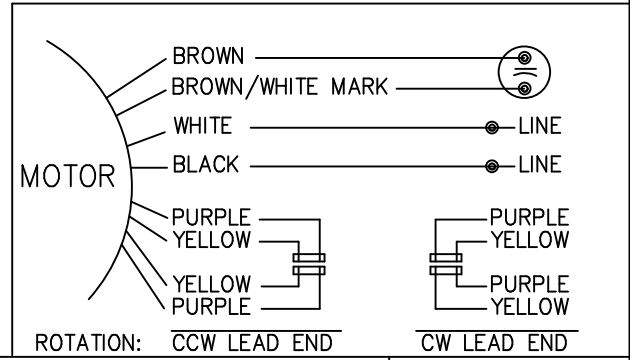 BROWN
BROWN/WHITE MARK
WHITE LINE
BLACK LINE
MOTOR
PURPLE PURPLE
YELLOW YELLOW
YELLOW PURPLE
PURPLE YELLOW
ROTATION: CCW LEAD END CW LEAD END